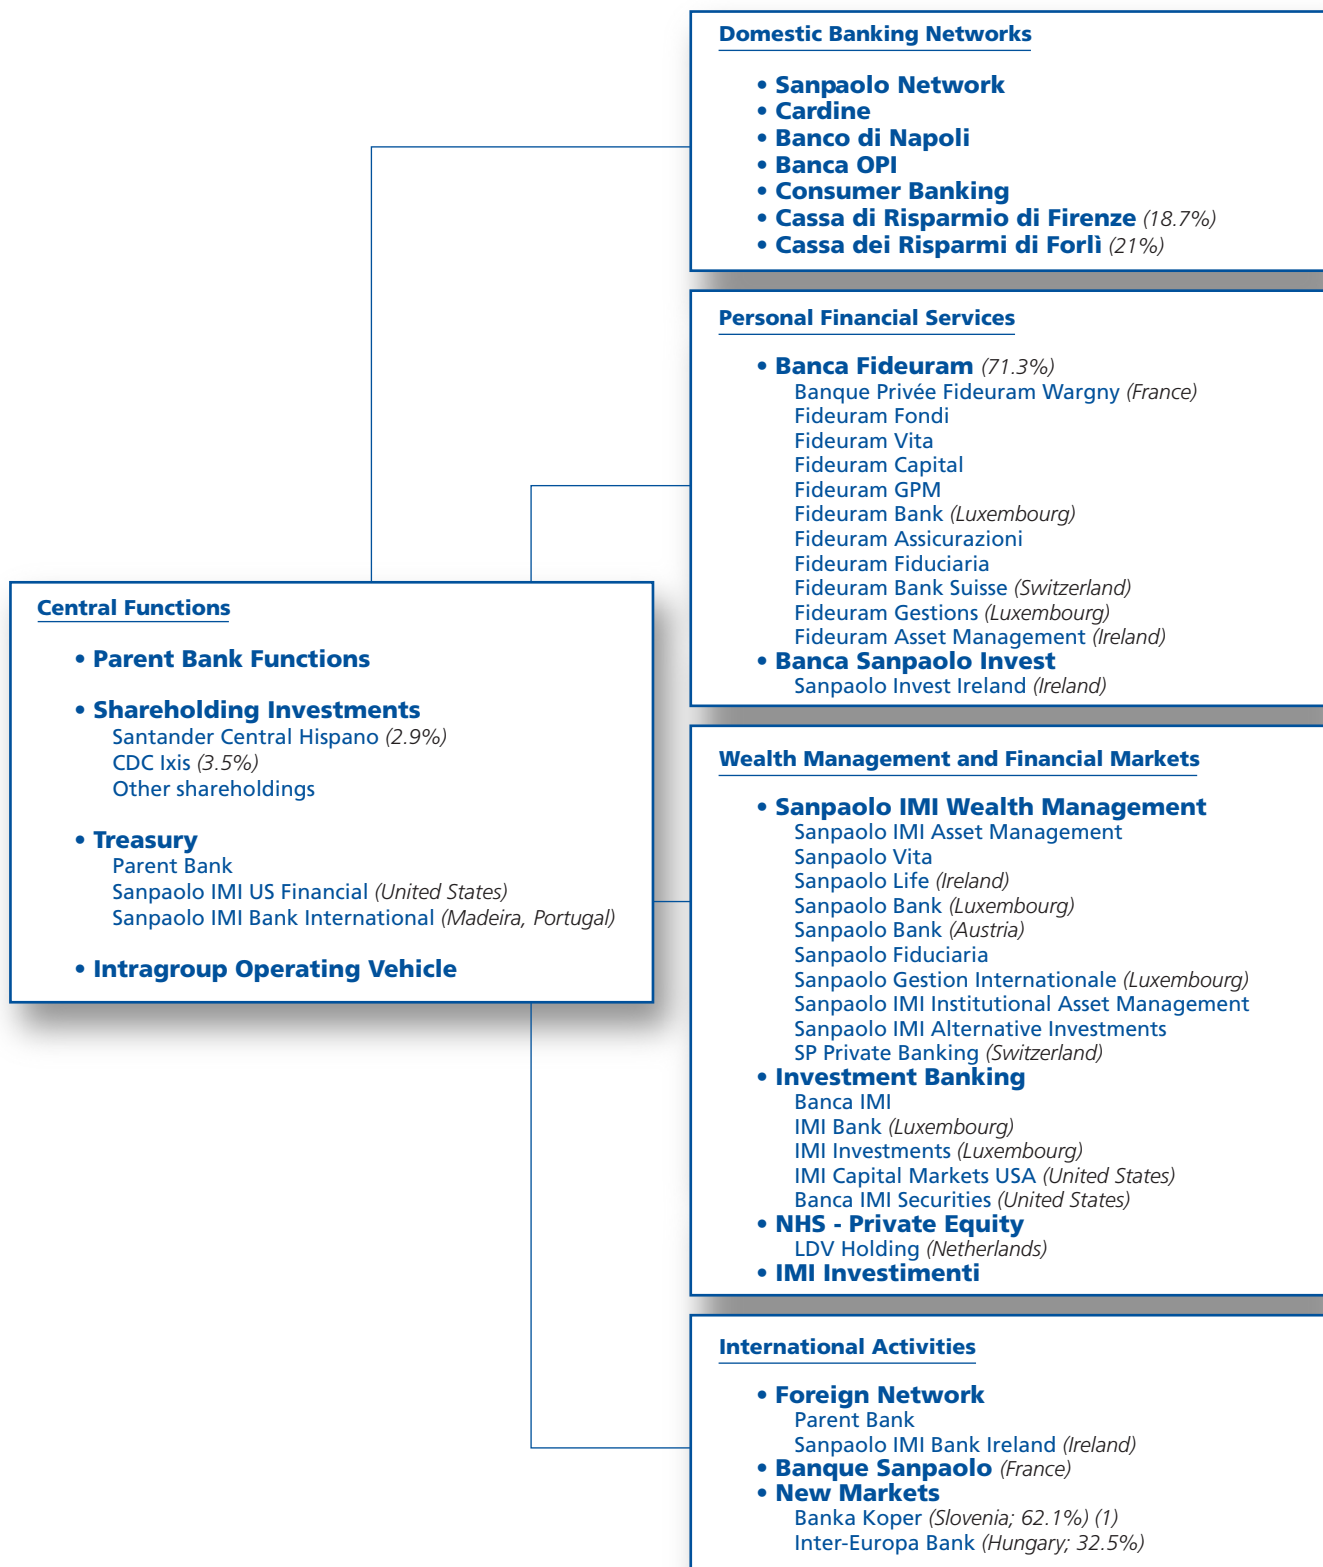 Domestic Banking Networks
• Sanpaolo Network
• Cardine
• Banco di Napoli
• Banca OPI
• Consumer Banking
• Cassa di Risparmio di Firenze (18.7%)
• Cassa dei Risparmi di Forlì (21%)
Personal Financial Services
• Banca Fideuram (71.3%)
Banque Privée Fideuram Wargny (France)
Fideuram Fondi
Fideuram Vita
Fideuram Capital
Fideuram GPM
Fideuram Bank (Luxembourg)
Fideuram Assicurazioni
Fideuram Fiduciaria
Fideuram Bank Suisse (Switzerland)
Fideuram Gestions (Luxembourg)
Fideuram Asset Management (Ireland)
• Banca Sanpaolo Invest
Sanpaolo Invest Ireland (Ireland)
Central Functions
• Parent Bank Functions
• Shareholding Investments
Santander Central Hispano (2.9%)
CDC Ixis (3.5%)
Other shareholdings
• Treasury
Parent Bank
Sanpaolo IMI US Financial (United States)
Sanpaolo IMI Bank International (Madeira, Portugal)
• Intragroup Operating Vehicle
Wealth Management and Financial Markets
• Sanpaolo IMI Wealth Management
Sanpaolo IMI Asset Management
Sanpaolo Vita
Sanpaolo Life (Ireland)
Sanpaolo Bank (Luxembourg)
Sanpaolo Bank (Austria)
Sanpaolo Fiduciaria
Sanpaolo Gestion Internationale (Luxembourg)
Sanpaolo IMI Institutional Asset Management
Sanpaolo IMI Alternative Investments
SP Private Banking (Switzerland)
• Investment Banking
Banca IMI
IMI Bank (Luxembourg)
IMI Investments (Luxembourg)
IMI Capital Markets USA (United States)
Banca IMI Securities (United States)
• NHS - Private Equity
LDV Holding (Netherlands)
• IMI Investimenti
International Activities
• Foreign Network
Parent Bank
Sanpaolo IMI Bank Ireland (Ireland)
• Banque Sanpaolo (France)
• New Markets
Banka Koper (Slovenia; 62.1%) (1)
Inter-Europa Bank (Hungary; 32.5%)